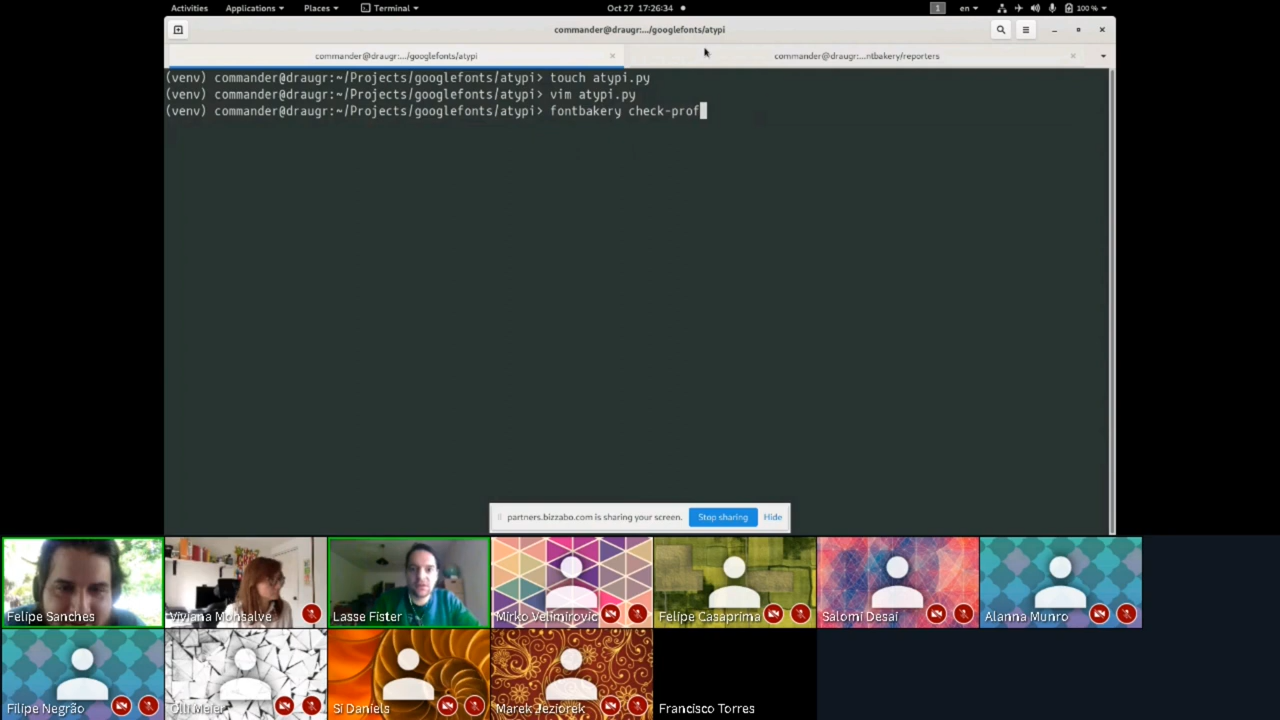 Activities Applications Places Terminal Oct 27 17:26:34 1 en 100 %
commander@draugr:.../googlefonts/atypi
commander@draugr:.../googlefonts/atypi commander@draugr:...ntbakery/reporters
(venv) commander@draugr:~/Projects/googlefonts/atypi> touch atypi.py
(venv) commander@draugr:~/Projects/googlefonts/atypi> vim atypi.py
(venv) commander@draugr:~/Projects/googlefonts/atypi> fontbakery check-prof
partners.bizzabo.com is sharing your screen. Stop sharing Hide
Felipe Sanches
Viviana Monsalve
Lasse Fister
Mirko Velimirovic
Felipe Casaprima
Salomi Desai
Alanna Munro
Filipe Negrão
Olli Meier
Si Daniels
Marek Jeziorek
Francisco Torres